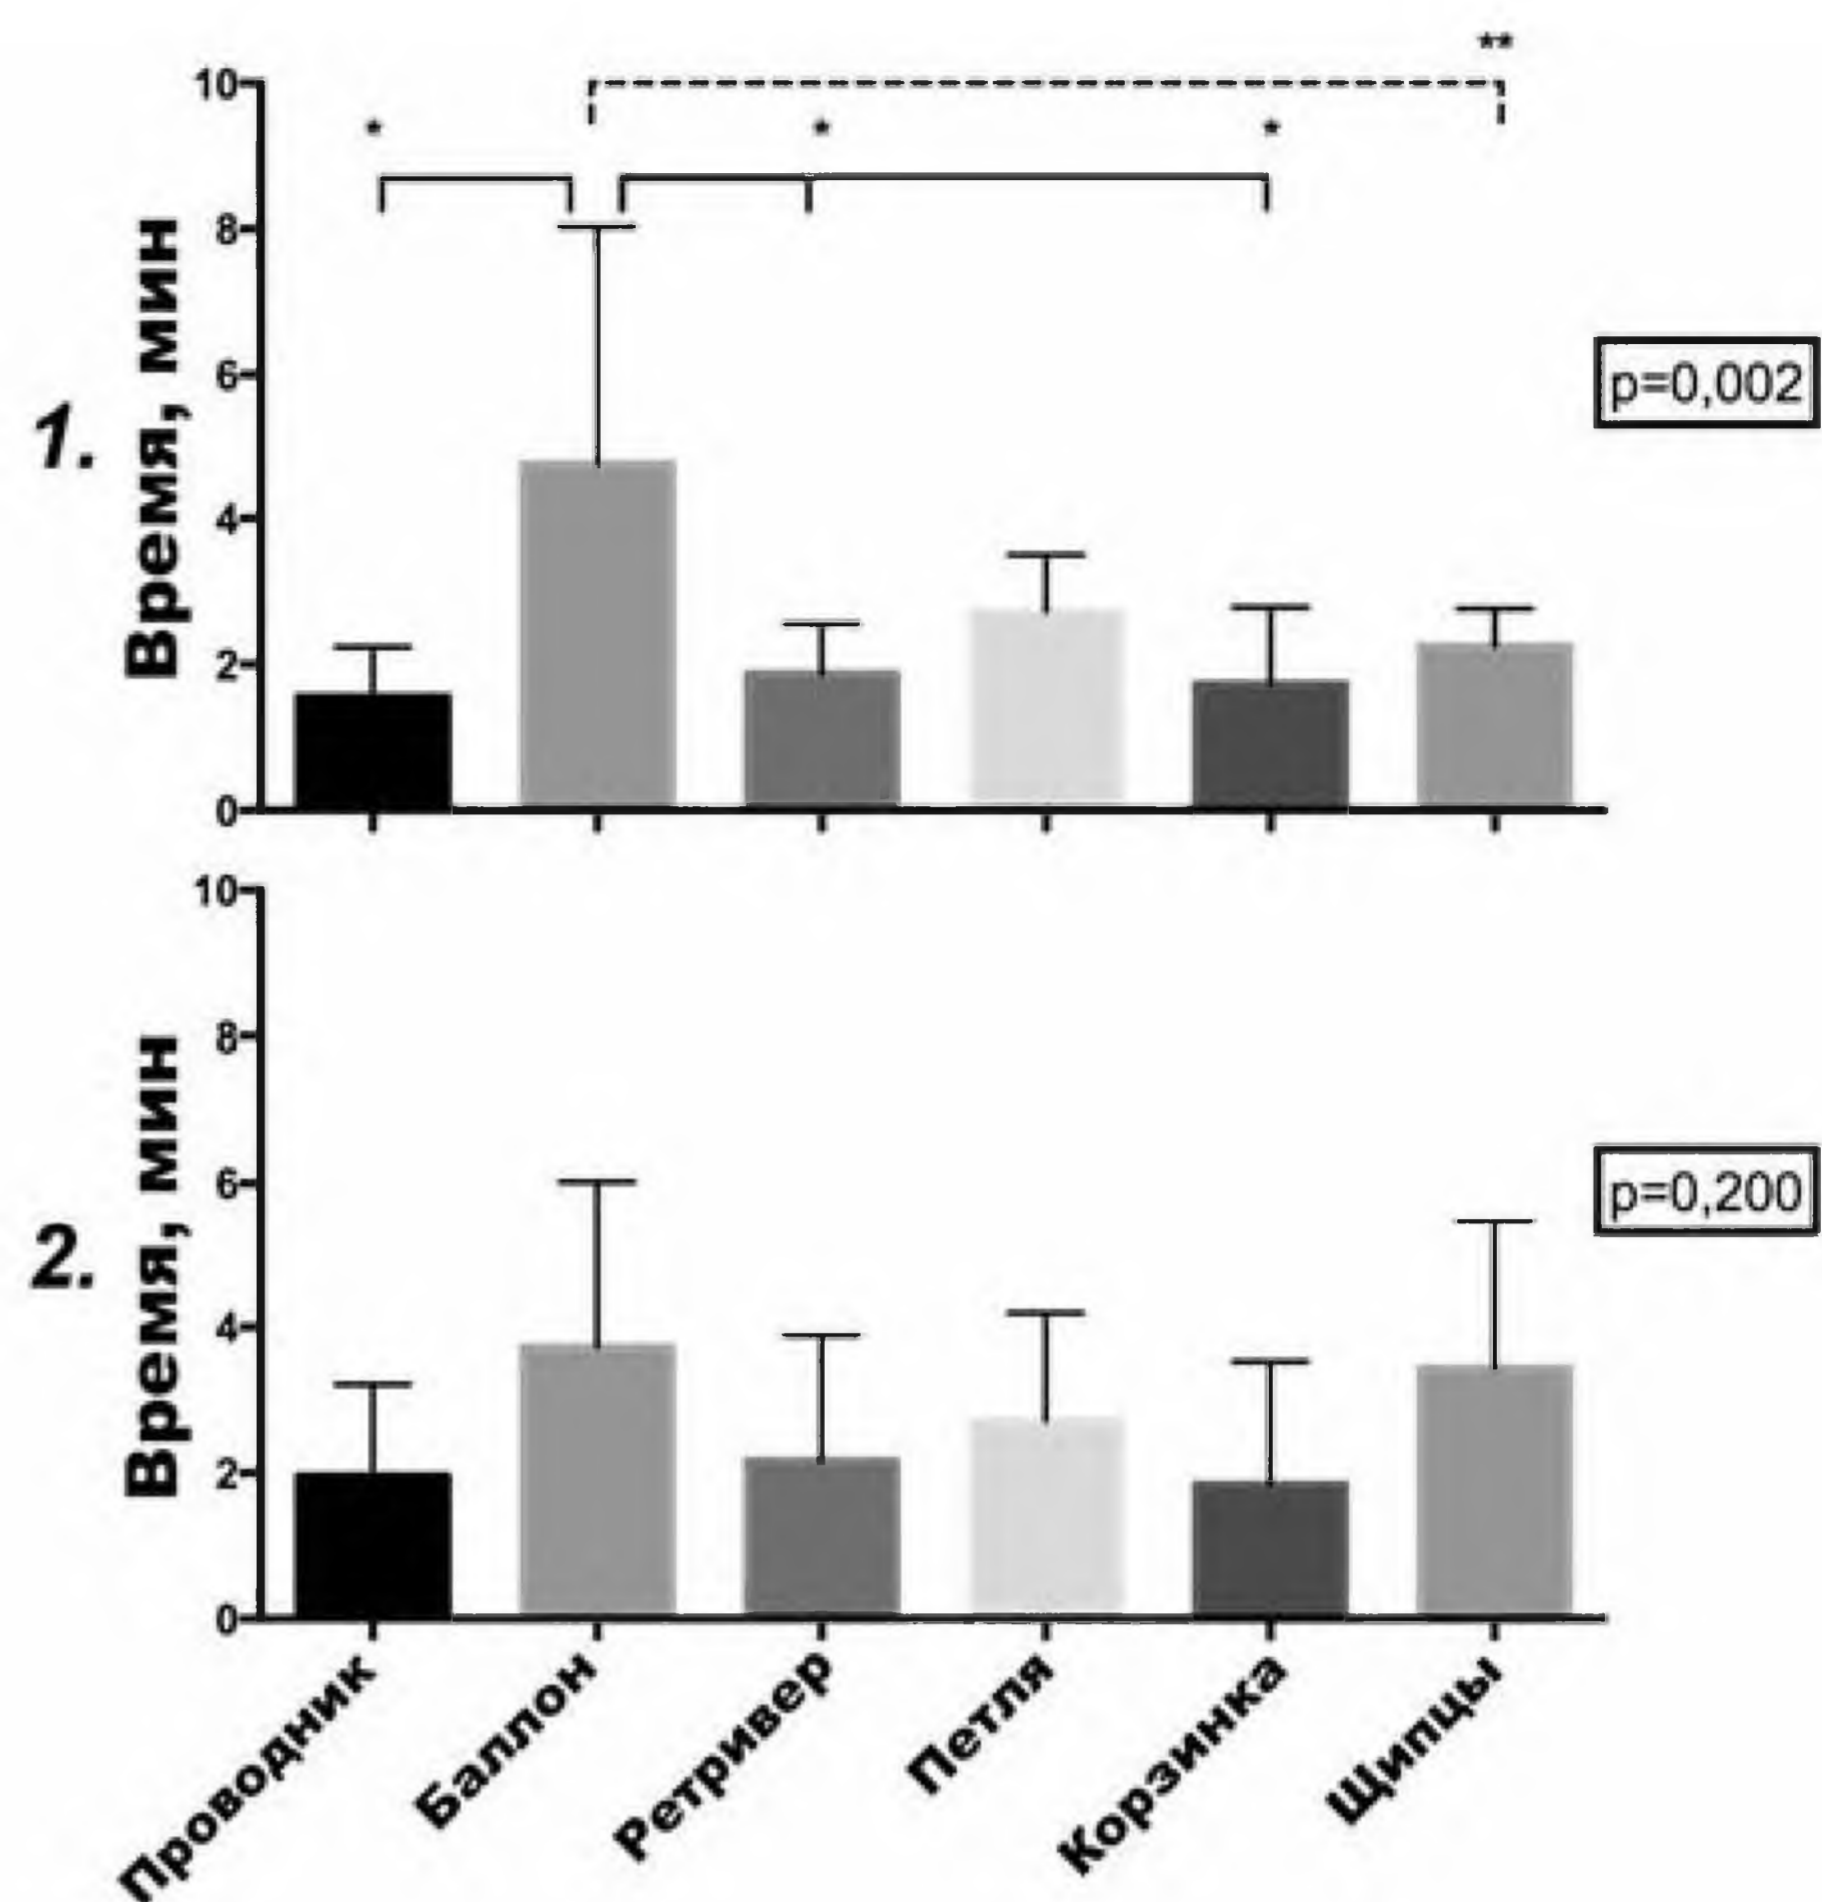 **
10
* * *
8
6
4
2
0
1.
Время, мин
p=0,002
10
8
6
4
2
0
2.
Время, мин
p=0,200
Проводник
Баллон
Ретривер
Петля
Корзинка
Щипцы